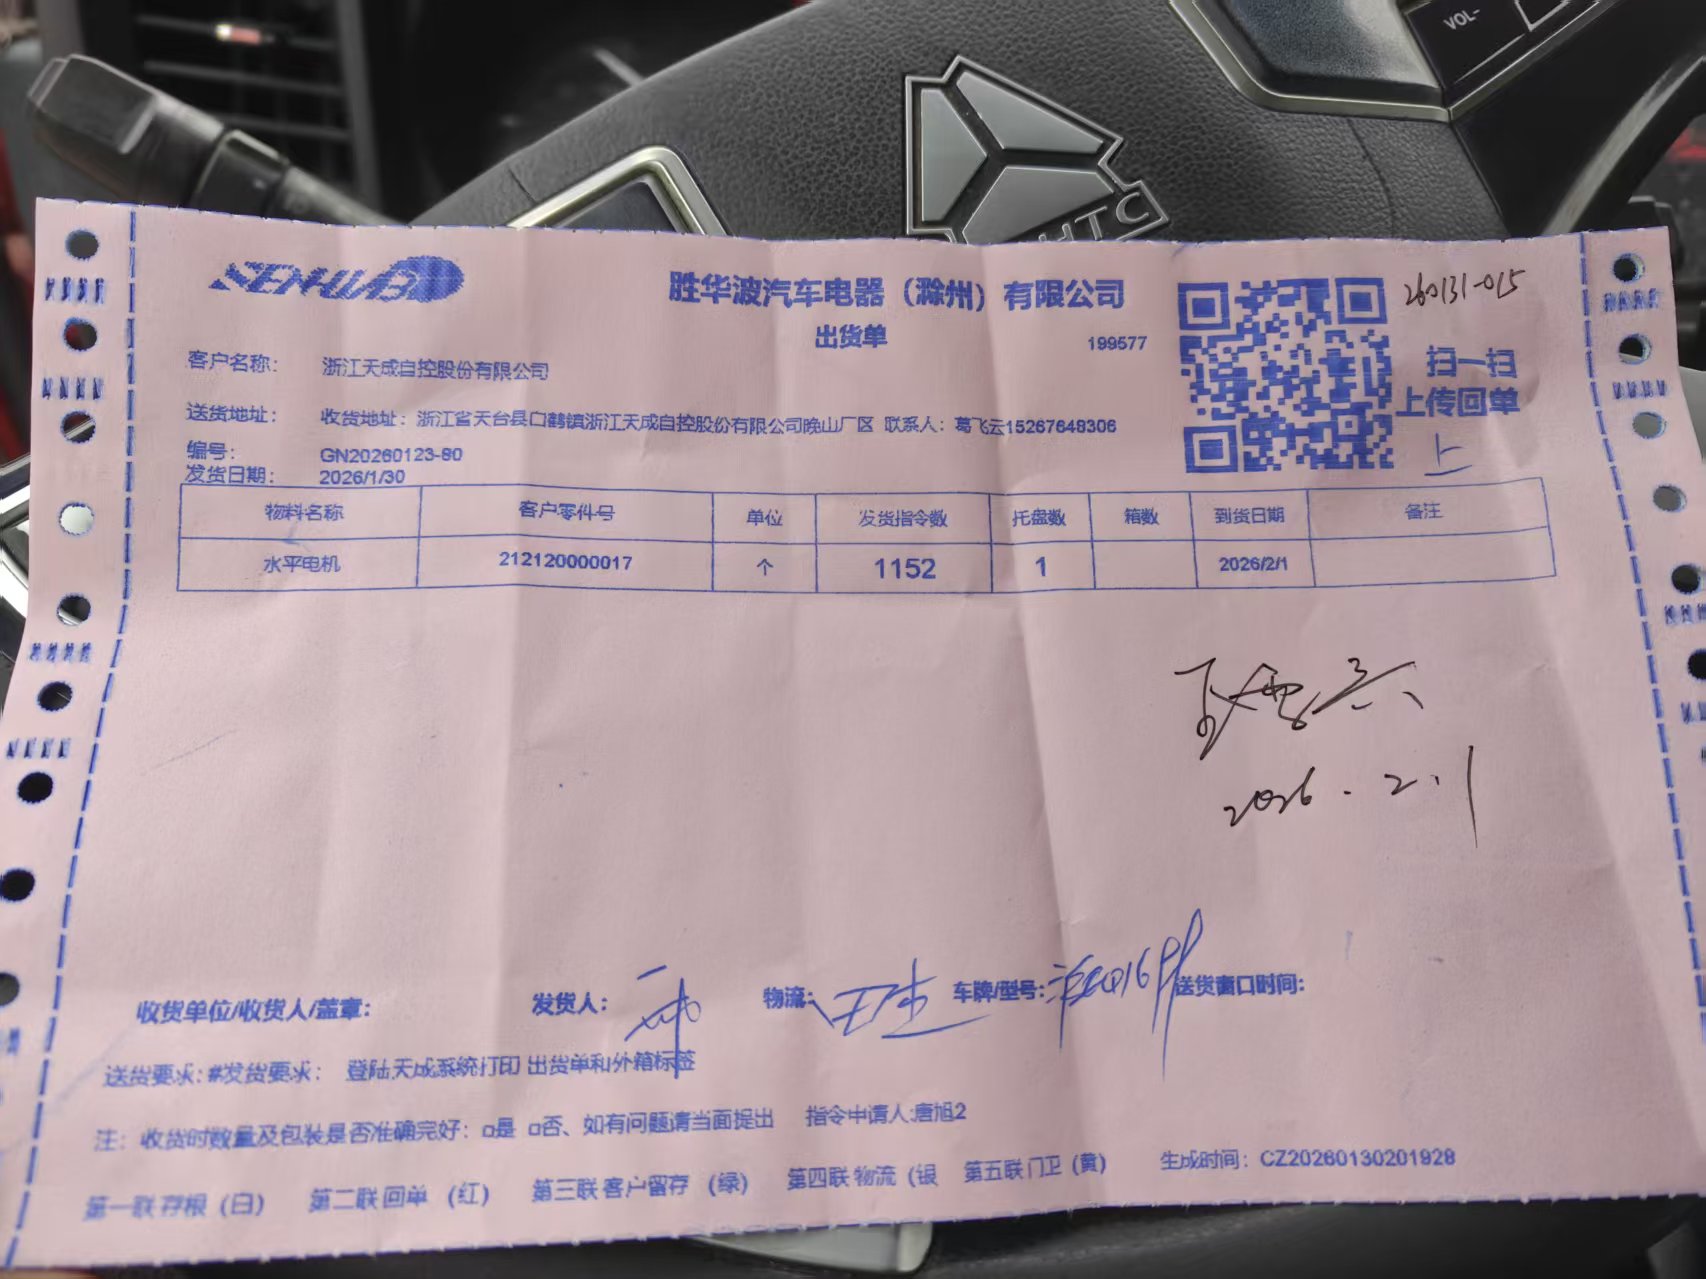 VOL-
HTC
SENHUABO
胜华波汽车电器（滁州）有限公司
260131-015
出货单
199577
扫一扫
上传回单
上
客户名称： 浙江天成自控股份有限公司
送货地址： 收货地址：浙江省天台县口鹤镇浙江天成自控股份有限公司晚山厂区 联系人：葛飞云15267648306
编号： GN20260123-80
发货日期： 2026/1/30
物料名称 客户零件号 单位 发货指令数 托盘数 箱数 到货日期 备注
水平电机 212120000017 个 1152 1 2026/2/1
2026.2.1
收货单位/收货人/盖章： 发货人： 物流： 车牌/型号： 送货窗口时间：
送货要求：#发货要求： 登陆天成系统打印 出货单和外箱标签
注： 收货时数量及包装是否准确完好：□是 □否、如有问题请当面提出 指令申请人:唐旭2
第一联 存根（白） 第二联 回单 （红） 第三联 客户留存 （绿） 第四联 物流（银 第五联 门卫（黄） 生成时间：CZ20260130201928